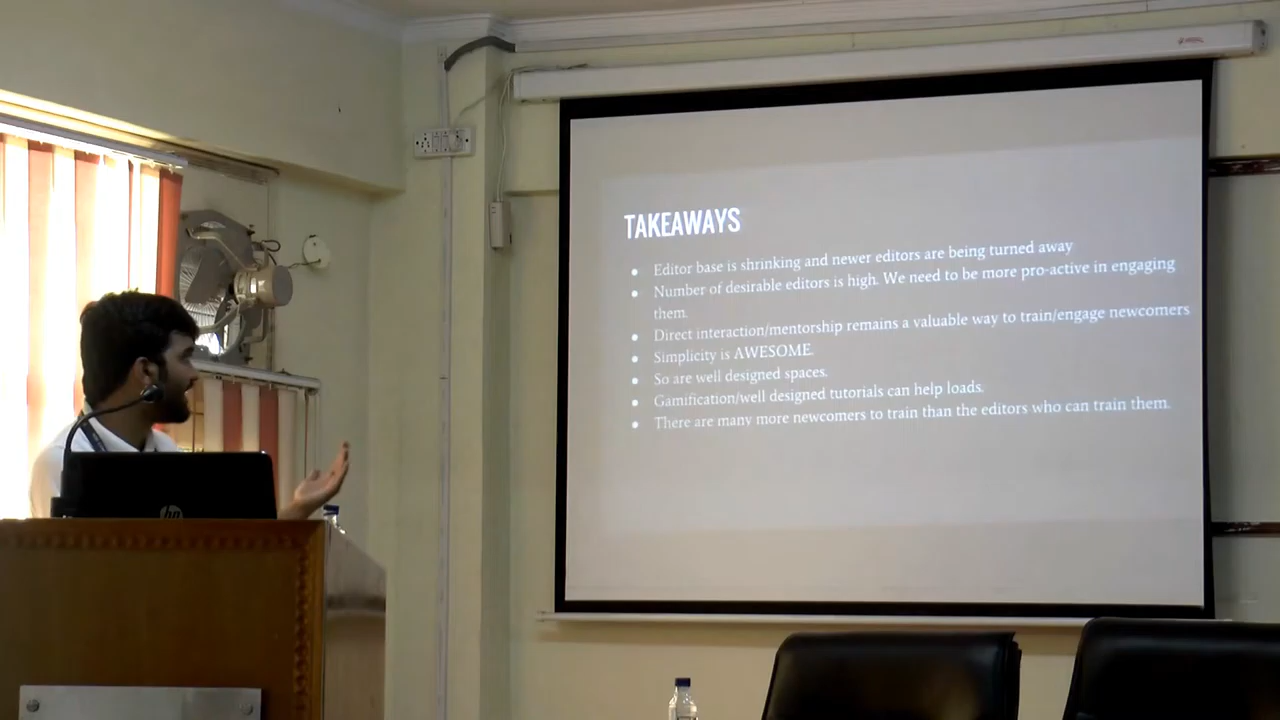 TAKEAWAYS
Editor base is shrinking and newer editors are being turned away
Number of desirable editors is high. We need to be more pro-active in engaging
them.
Direct interaction/mentorship remains a valuable way to train/engage newcomers
Simplicity is AWESOME.
So are well designed spaces.
Gamification/well designed tutorials can help loads.
There are many more newcomers to train than the editors who can train them.
hp